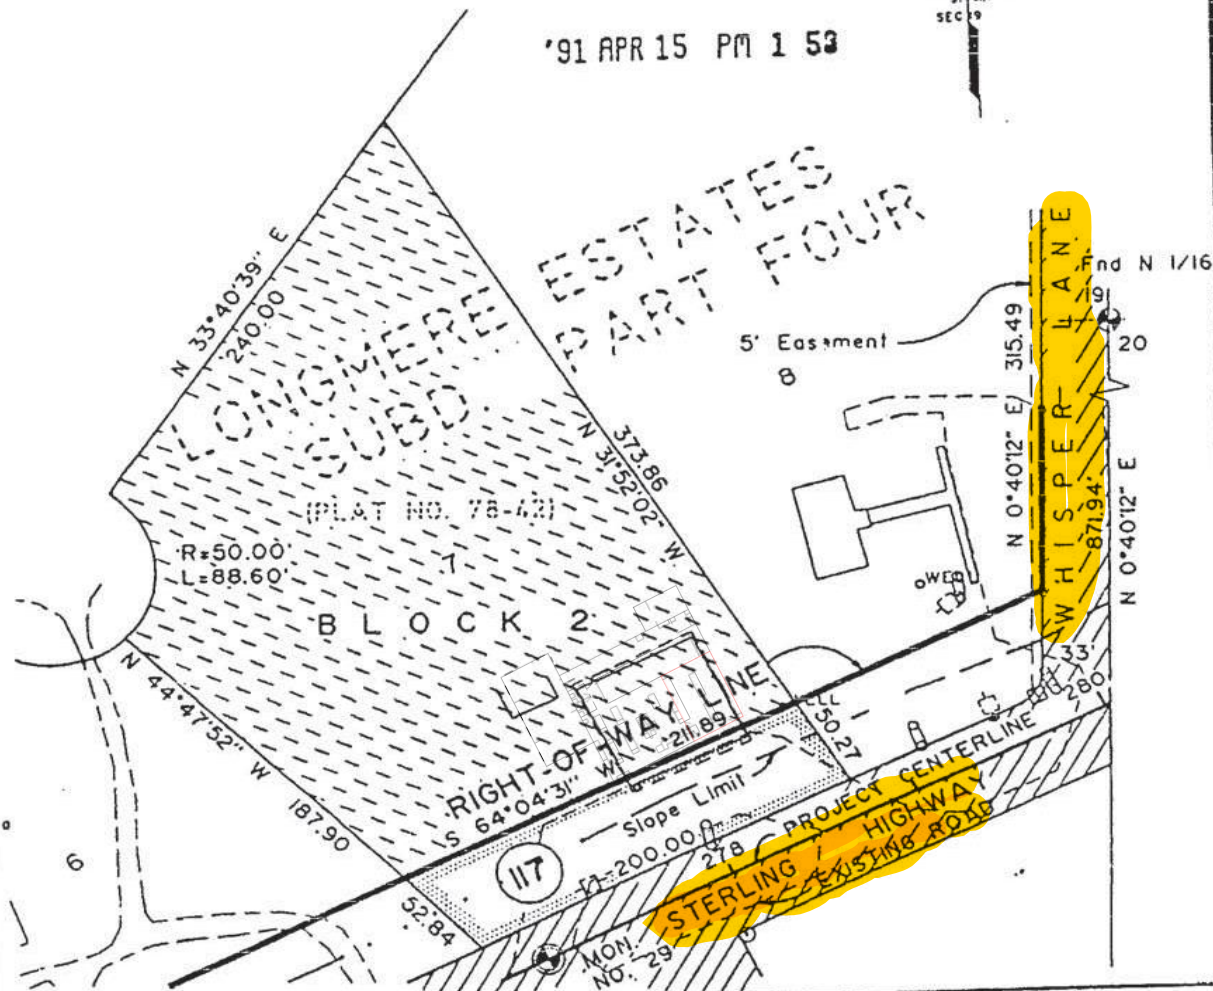 SEC 19
'91 APR 15 PM 1 53
N 33°40'39" E
240.00
LONGMERE ESTATES
SUBD. PART FOUR
(PLAT NO. 78-42)
R=50.00'
L=88.60'
7
BLOCK 2
N 31°52'02" W
373.86
5' Easement
8
N 0°40'12" E 315.49
WHISPER LANE
871.94'
N 0°40'12" E
Fnd N 1/16
19
20
WELL
33'
280
N 44°47'52" W
187.90
6
RIGHT-OF-WAY LINE
S 64°04'31" W
211.89
50.27
Slope Limit
117
200.00
278
PROJECT CENTERLINE
STERLING HIGHWAY
EXISTING ROAD
52.84
MON.
NO. 29